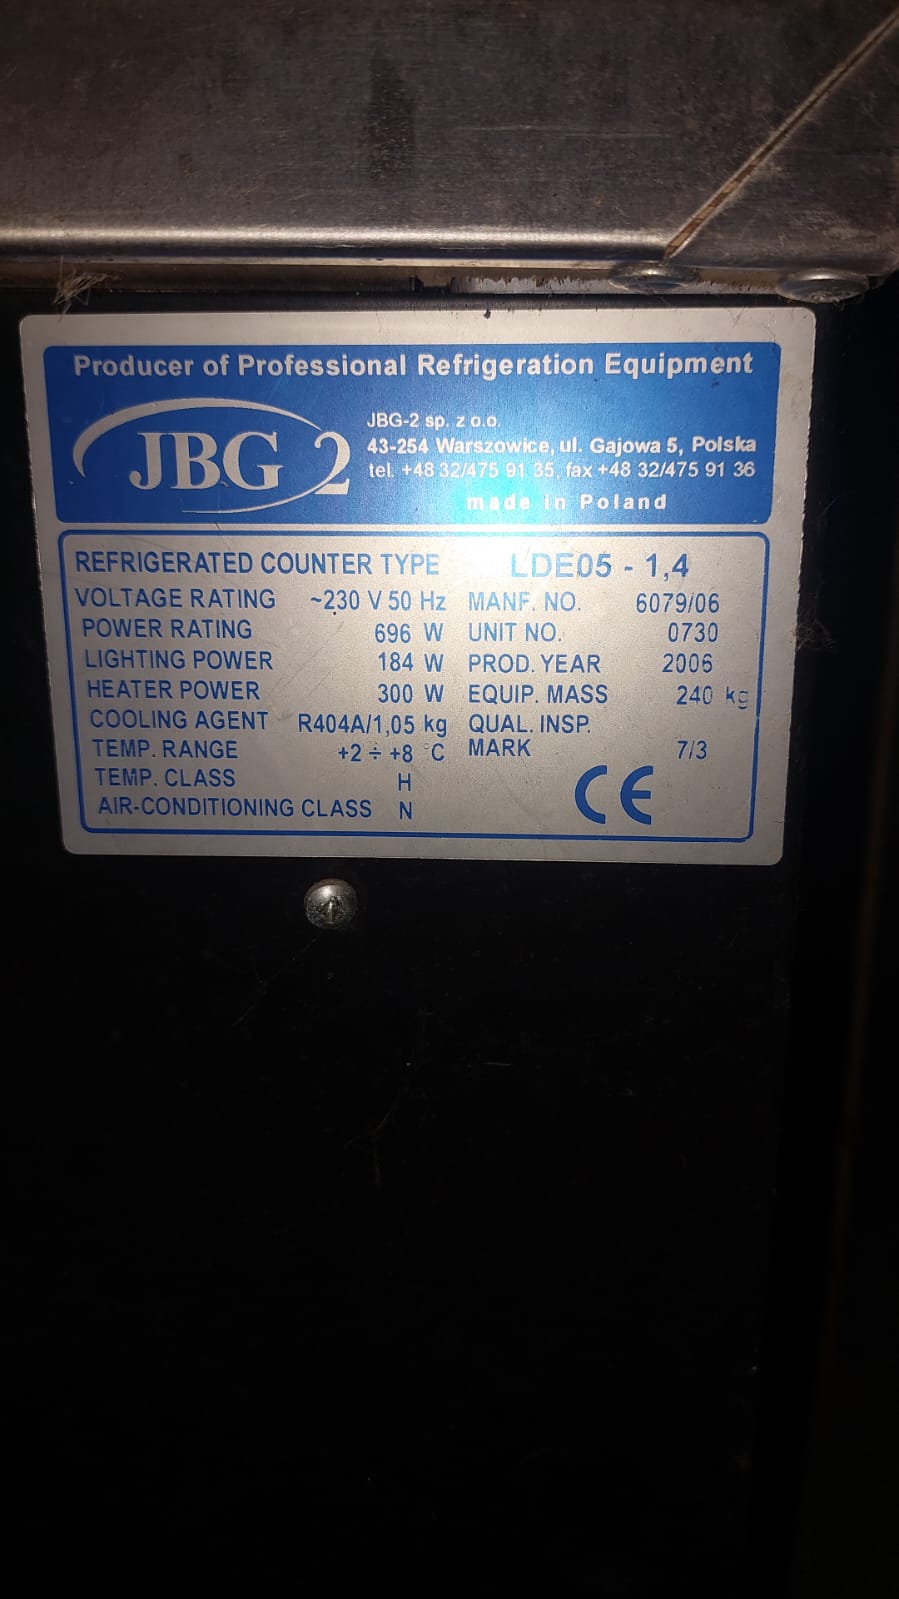 Producer of Professional Refrigeration Equipment
JBG 2
JBG-2 sp. z o.o.
43-254 Warszowice, ul. Gajowa 5, Polska
tel. +48 32/475 91 35, fax +48 32/475 91 36
made in Poland
REFRIGERATED COUNTER TYPE LDE05 - 1,4
VOLTAGE RATING ~230 V 50 Hz MANF. NO. 6079/06
POWER RATING 696 W UNIT NO. 0730
LIGHTING POWER 184 W PROD. YEAR 2006
HEATER POWER 300 W EQUIP. MASS 240 kg
COOLING AGENT R404A/1,05 kg QUAL. INSP.
TEMP. RANGE +2 ÷ +8 °C MARK 7/3
TEMP. CLASS H
AIR-CONDITIONING CLASS N
CE